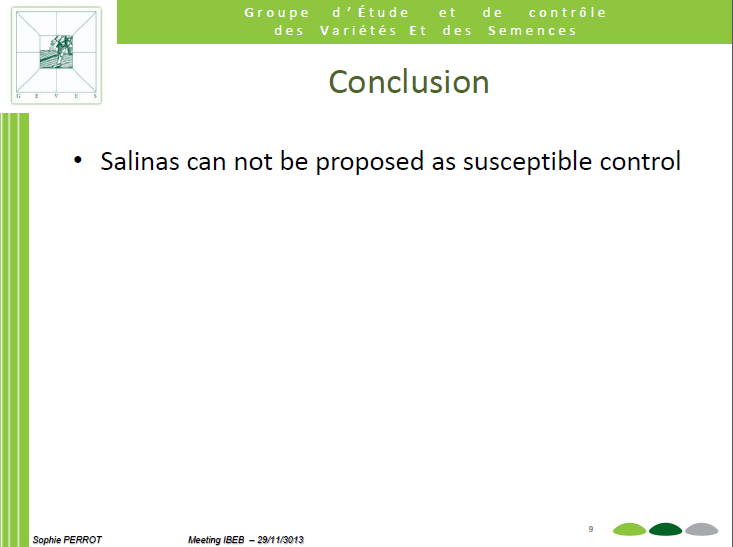 Groupe d'Étude et de contrôle
des Variétés Et des Semences
G E V E S
Conclusion
• Salinas can not be proposed as susceptible control
9
Sophie PERROT Meeting IBEB – 29/11/3013